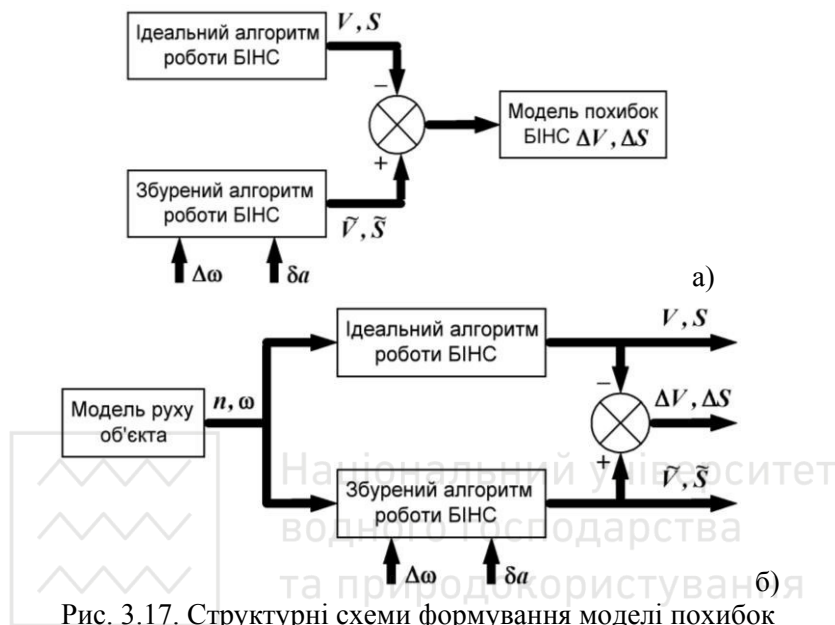 Ідеальний алгоритм
роботи БІНС
V, S
−
Модель похибок
БІНС ΔV, ΔS
+
Збурений алгоритм
роботи БІНС
Ṽ, S̃
Δω
δa
а)
Ідеальний алгоритм
роботи БІНС
V, S
−
Модель руху
об'єкта
n, ω
ΔV, ΔS
+
Збурений алгоритм
роботи БІНС
Ṽ, S̃
Δω
δa
б)
Національний університет
водного господарства
та природокористування
Рис. 3.17. Структурні схеми формування моделі похибок